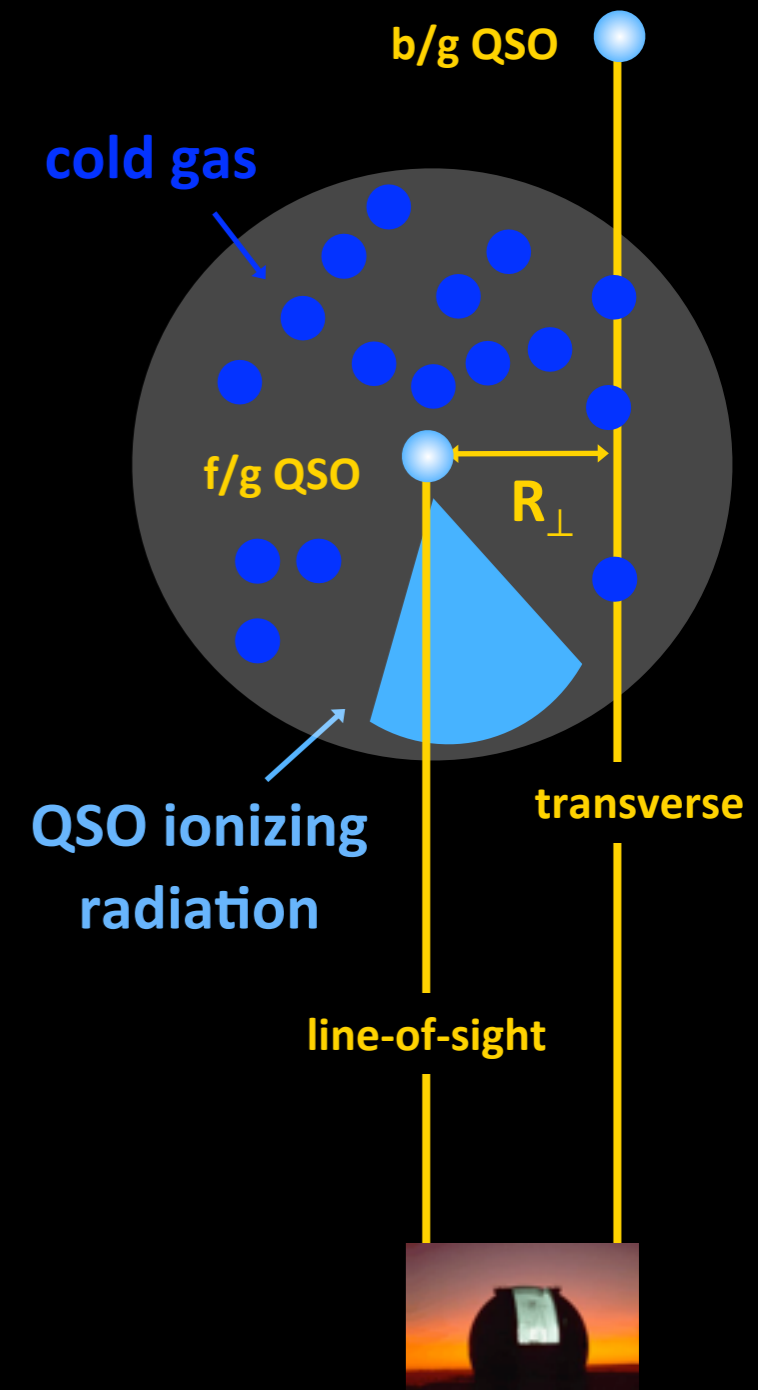 b/g QSO
cold gas
f/g QSO
R⊥
QSO ionizing
radiation
transverse
line-of-sight